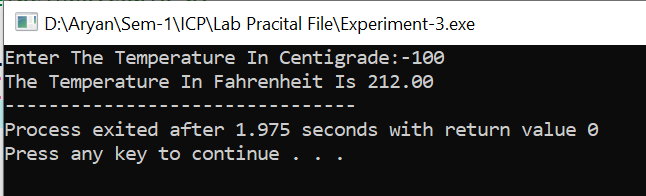 D:\Aryan\Sem-1\ICP\Lab Pracital File\Experiment-3.exe
Enter The Temperature In Centigrade:-100
The Temperature In Fahrenheit Is 212.00
--------------------------------
Process exited after 1.975 seconds with return value 0
Press any key to continue . . .